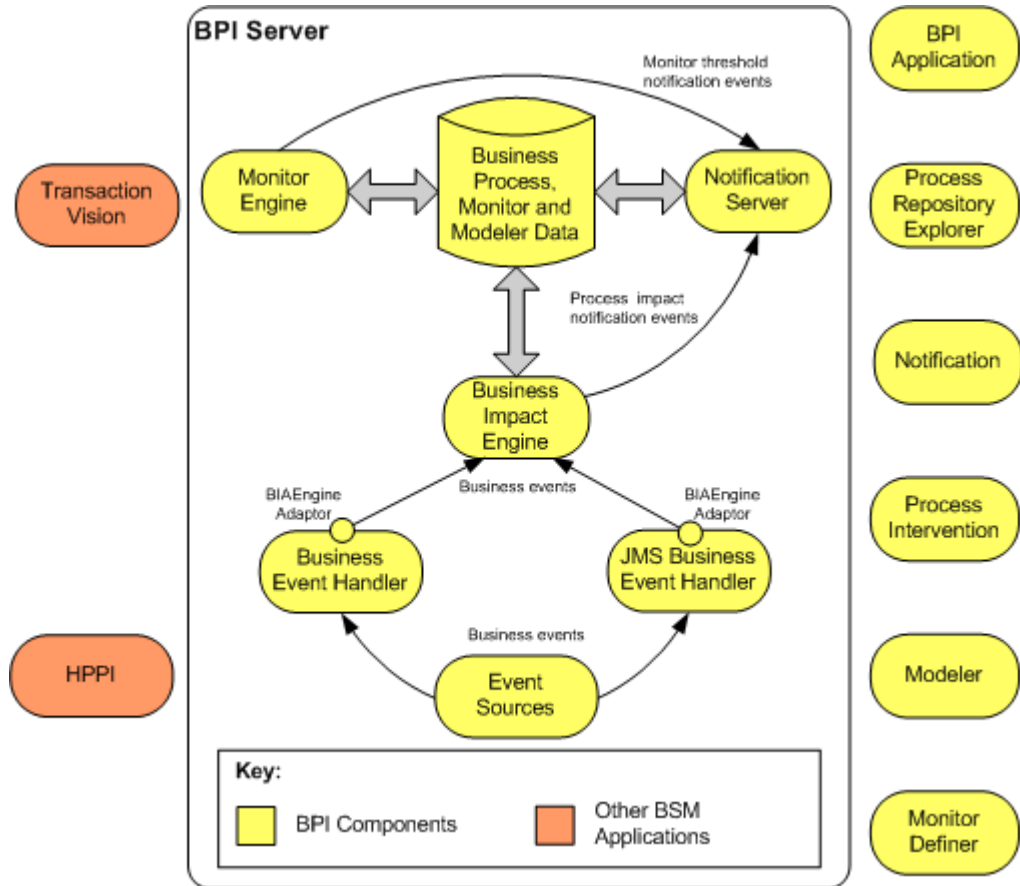 BPI Server
Monitor threshold
notification events
BPI
Application
Transaction
Vision
Monitor
Engine
Business
Process,
Monitor and
Modeler Data
Notification
Server
Process
Repository
Explorer
Process impact
notification events
Notification
Business
Impact
Engine
BIAEngine
Adaptor
Business events
BIAEngine
Adaptor
Process
Intervention
Business
Event Handler
JMS Business
Event Handler
Business events
HPPI
Event
Sources
Modeler
Key:
BPI Components
Other BSM
Applications
Monitor
Definer